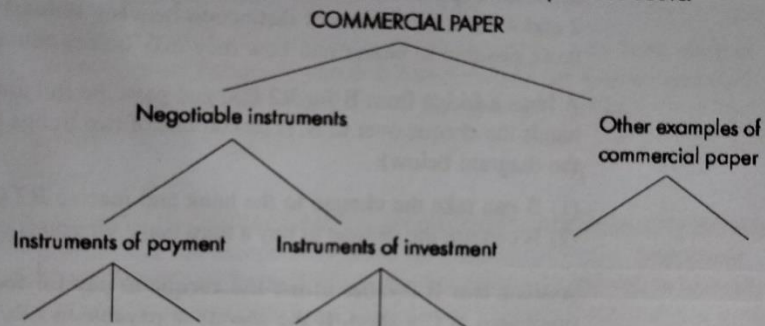 COMMERCIAL PAPER
Negotiable instruments
Other examples of
commercial paper
Instruments of payment
Instruments of investment